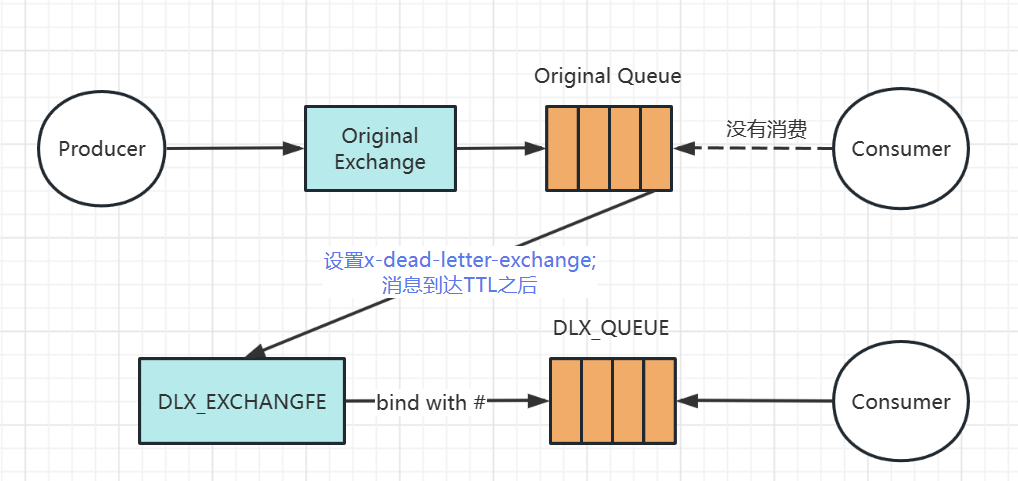 Original Queue
Producer
Original
Exchange
没有消费
Consumer
设置x-dead-letter-exchange;
消息到达TTL之后
DLX_QUEUE
DLX_EXCHANGFE
bind with #
Consumer